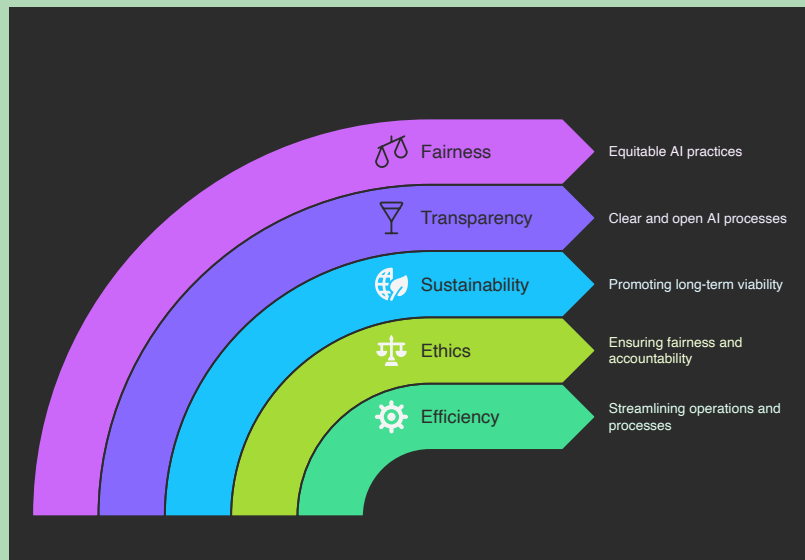 Fairness
Equitable AI practices
Transparency
Clear and open AI processes
Sustainability
Promoting long-term viability
Ethics
Ensuring fairness and
accountability
Efficiency
Streamlining operations and
processes